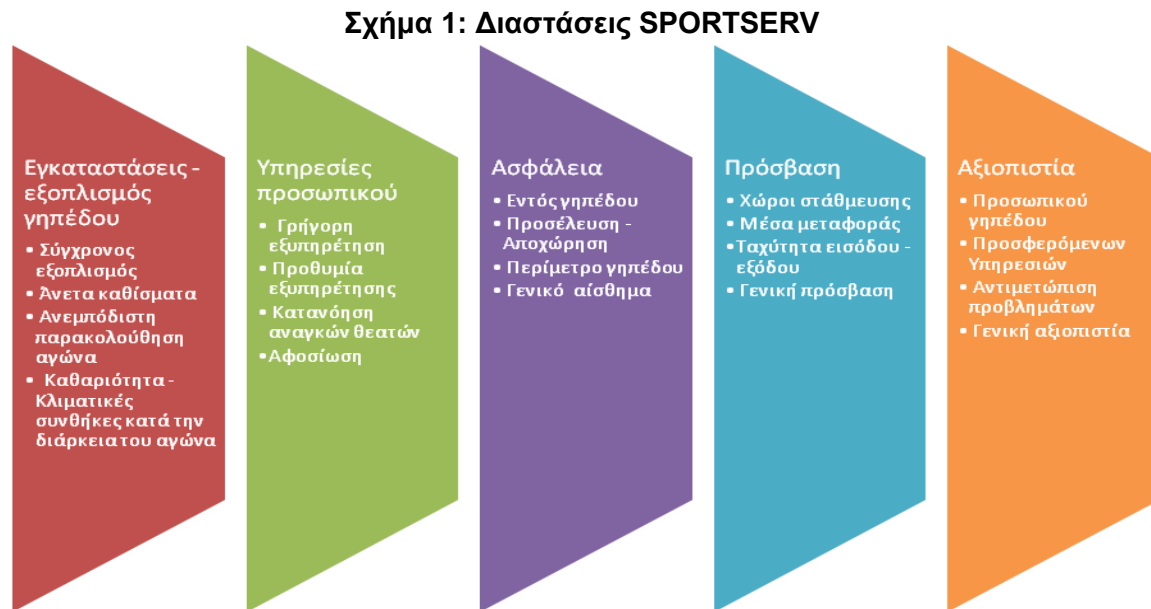 Σχήμα 1: Διαστάσεις SPORTSERV
Εγκαταστάσεις -
εξοπλισμός
γηπέδου
• Σύγχρονος
εξοπλισμός
• Άνετα καθίσματα
• Ανεμπόδιστη
παρακολούθηση
αγώνα
• Καθαριότητα -
Κλιματικές
συνθήκες κατά την
διάρκεια του αγώνα
Υπηρεσίες
προσωπικού
• Γρήγορη
εξυπηρέτηση
• Προθυμία
εξυπηρέτησης
• Κατανόηση
αναγκών θεατών
• Αφοσίωση
Ασφάλεια
• Εντός γηπέδου
• Προσέλευση -
Αποχώρηση
• Περίμετρο γηπέδου
• Γενικό αίσθημα
Πρόσβαση
• Χώροι στάθμευσης
• Μέσα μεταφοράς
• Ταχύτητα εισόδου -
εξόδου
• Γενική πρόσβαση
Αξιοπιστία
• Προσωπικού
γηπέδου
• Προσφερόμενων
Υπηρεσιών
• Αντιμετώπιση
προβλημάτων
• Γενική αξιοπιστία